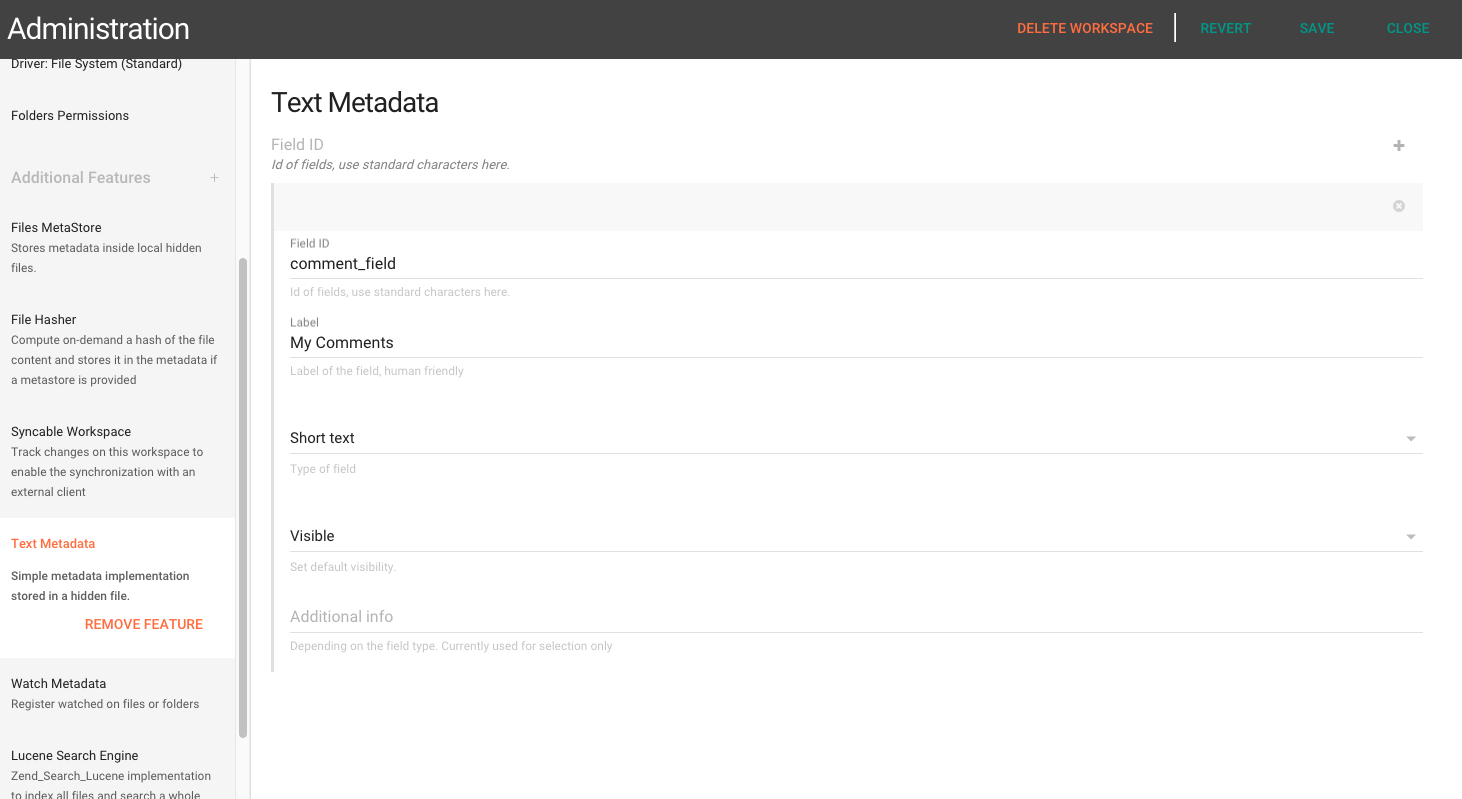 Administration
DELETE WORKSPACE
REVERT
SAVE
CLOSE
Driver: File System (Standard)
Folders Permissions
Additional Features +
Files MetaStore
Stores metadata inside local hidden
files.
File Hasher
Compute on-demand a hash of the file
content and stores it in the metadata if
a metastore is provided
Syncable Workspace
Track changes on this workspace to
enable the synchronization with an
external client
Text Metadata
Simple metadata implementation
stored in a hidden file.
REMOVE FEATURE
Watch Metadata
Register watched on files or folders
Lucene Search Engine
Zend_Search_Lucene implementation
to index all files and search a whole
Text Metadata
Field ID
Id of fields, use standard characters here.
Field ID
comment_field
Id of fields, use standard characters here.
Label
My Comments
Label of the field, human friendly
Short text
Type of field
Visible
Set default visibility.
Additional info
Depending on the field type. Currently used for selection only